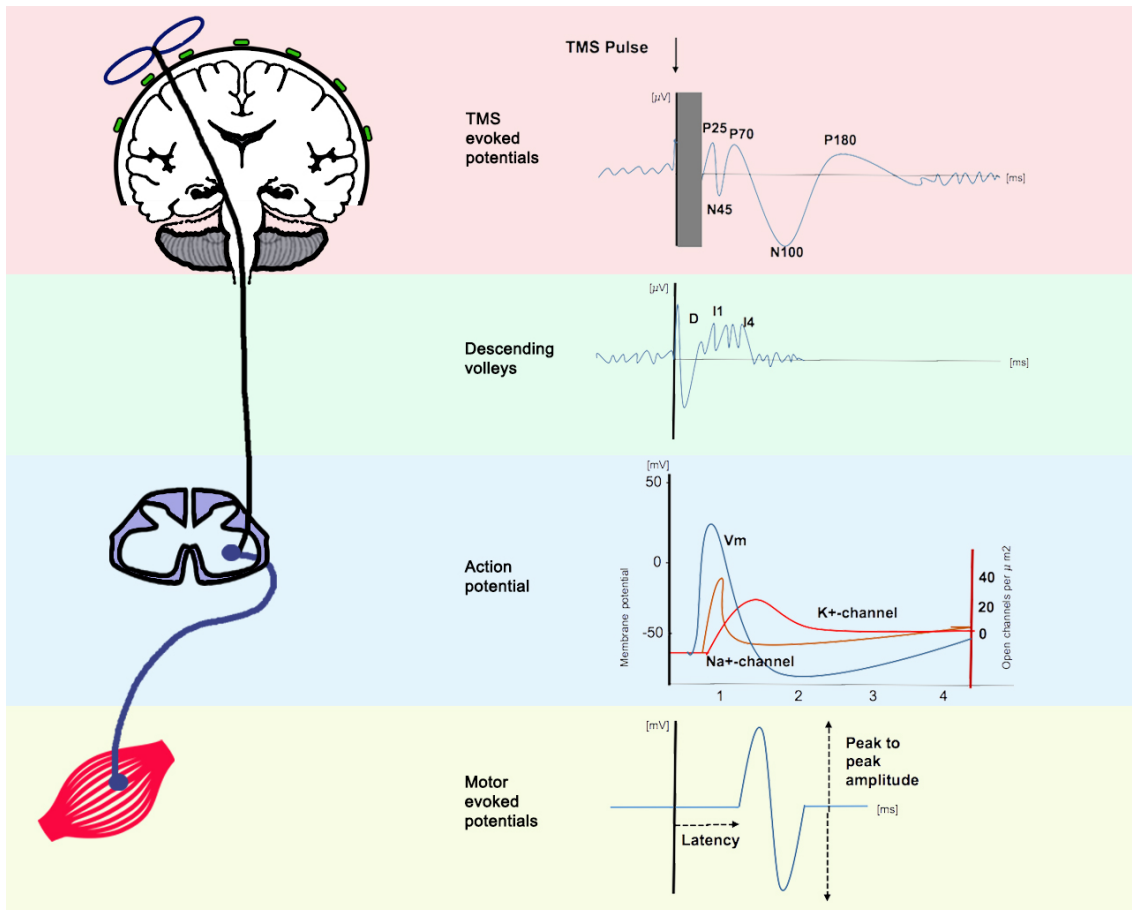 TMS Pulse
[µV]
TMS
evoked
potentials
P25
P70
P180
[ms]
N45
N100
[µV]
D
I1
I4
Descending
volleys
[ms]
[mV]
50
0
-50
Membrane potential
Vm
K+-channel
Na+-channel
40
20
0
Open channels per µ m2
Action
potential
1
2
3
4
[mV]
Peak to
peak
amplitude
Motor
evoked
potentials
[ms]
Latency